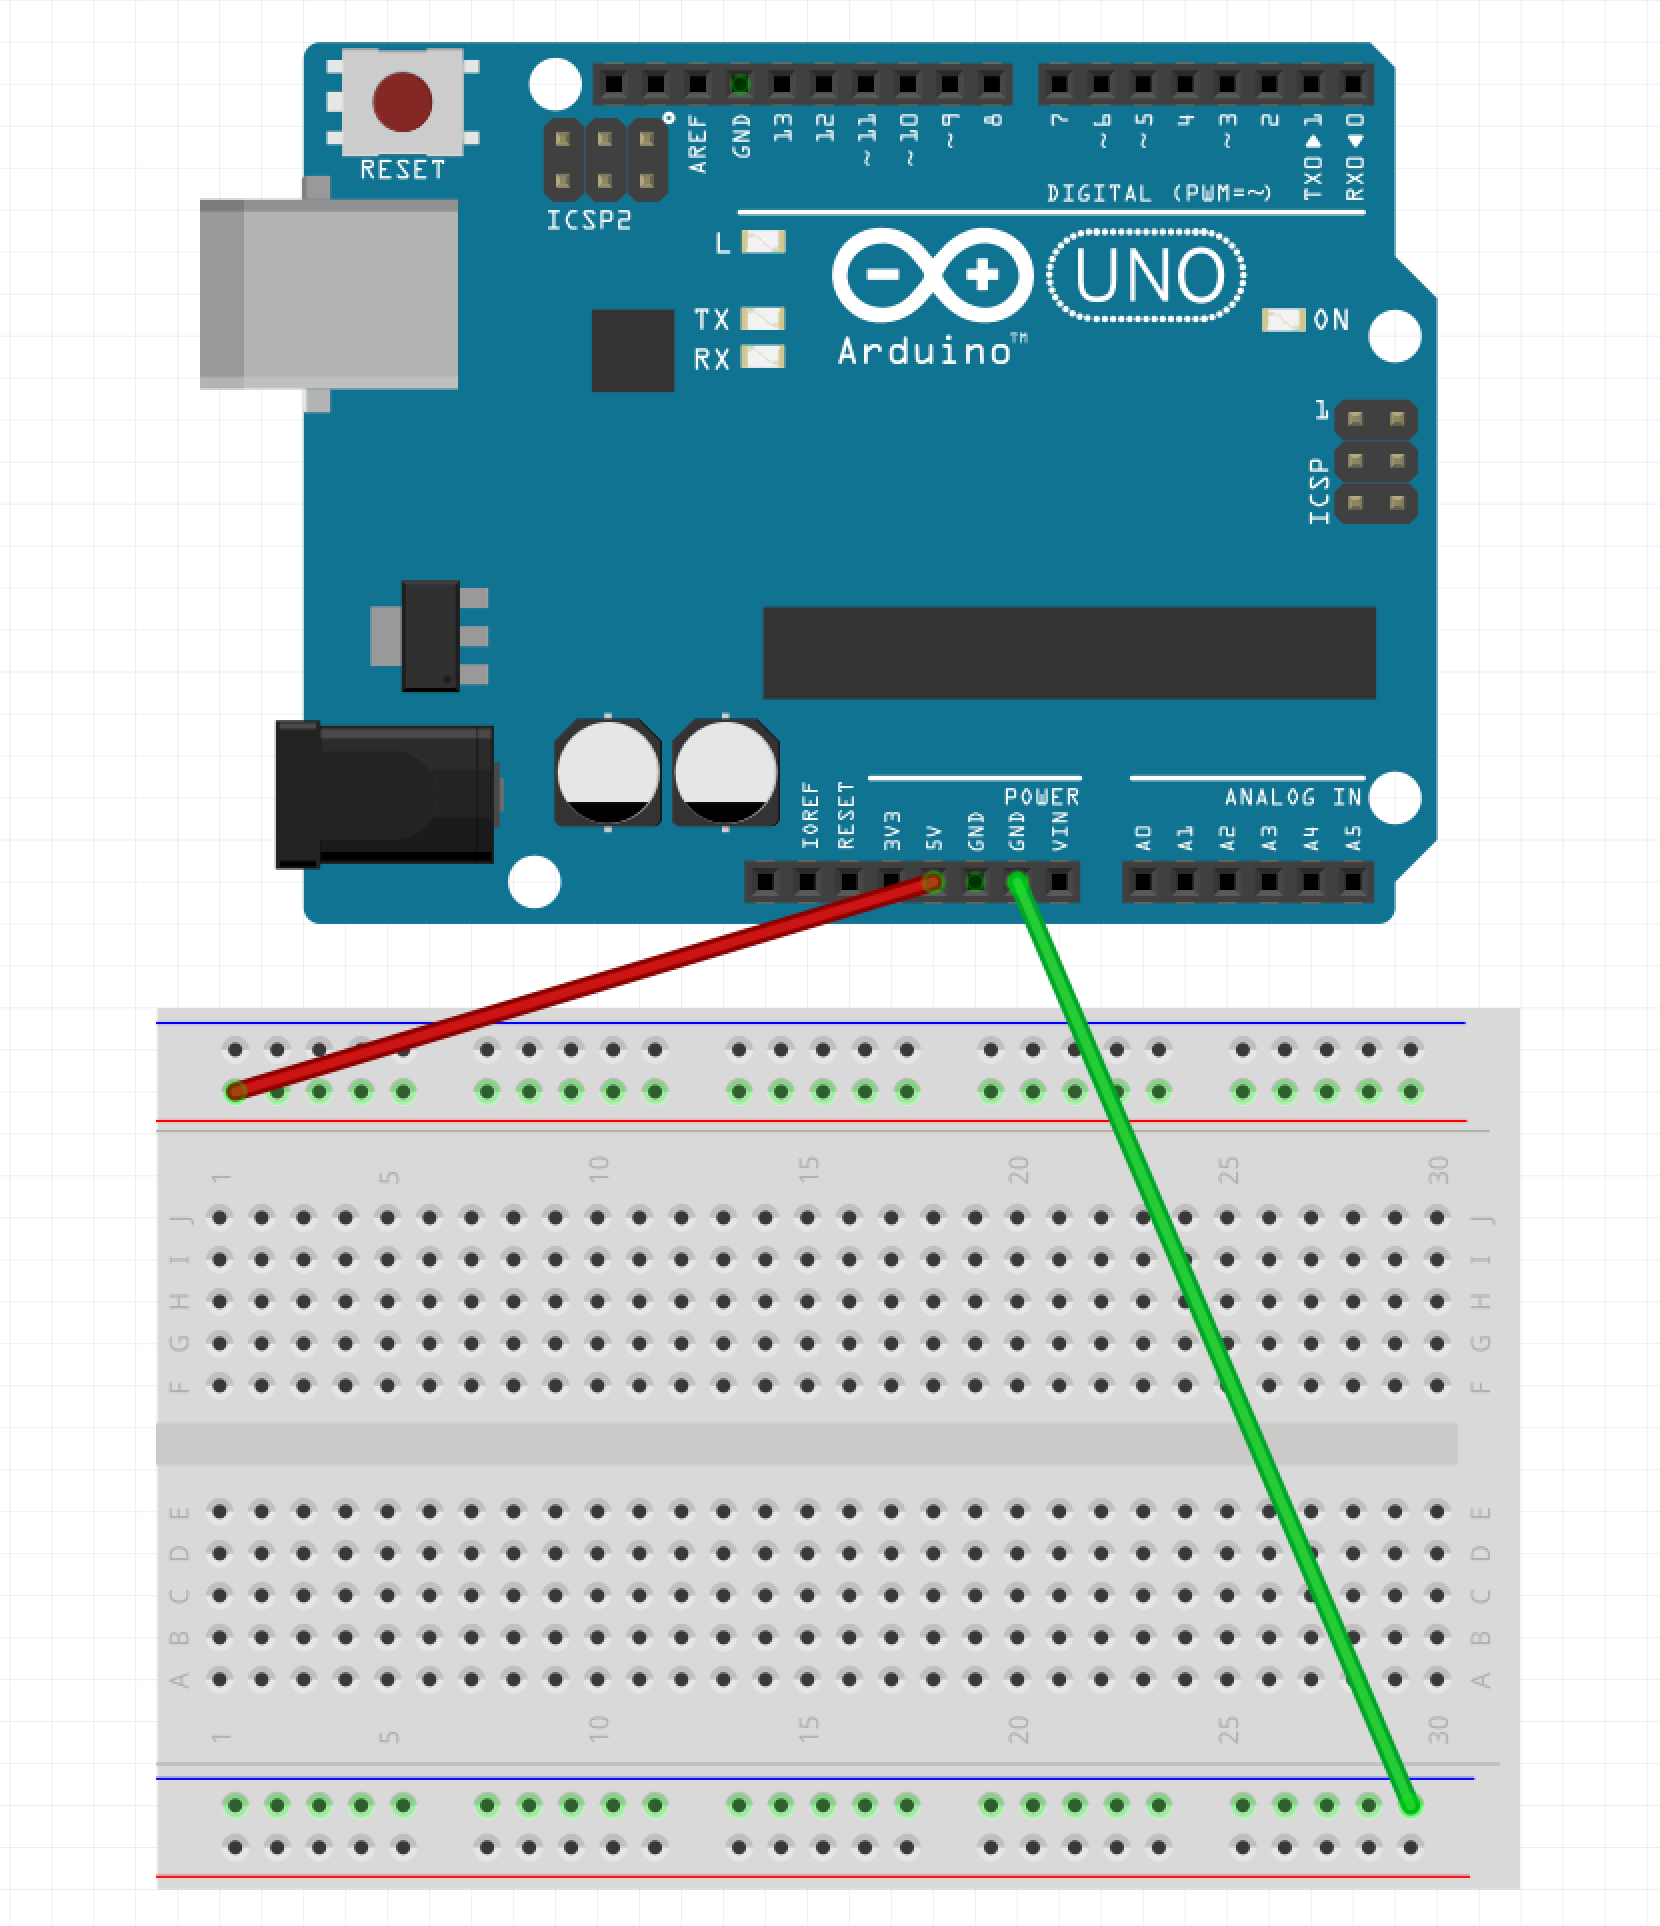 RESET
ICSP2
AREF
GND
13
12
~11
~10
~9
8
7
~6
~5
4
~3
2
TX0▶1
RX0◀0
DIGITAL (PWM=~)
L
TX
RX
UNO
Arduino™
ON
1
ICSP
POWER
ANALOG IN
IOREF
RESET
3V3
5V
GND
GND
VIN
A0
A1
A2
A3
A4
A5
1 5 10 15 20 25 30
J J
I I
H H
G G
F F
E E
D D
C C
B B
A A
1 5 10 15 20 25 30